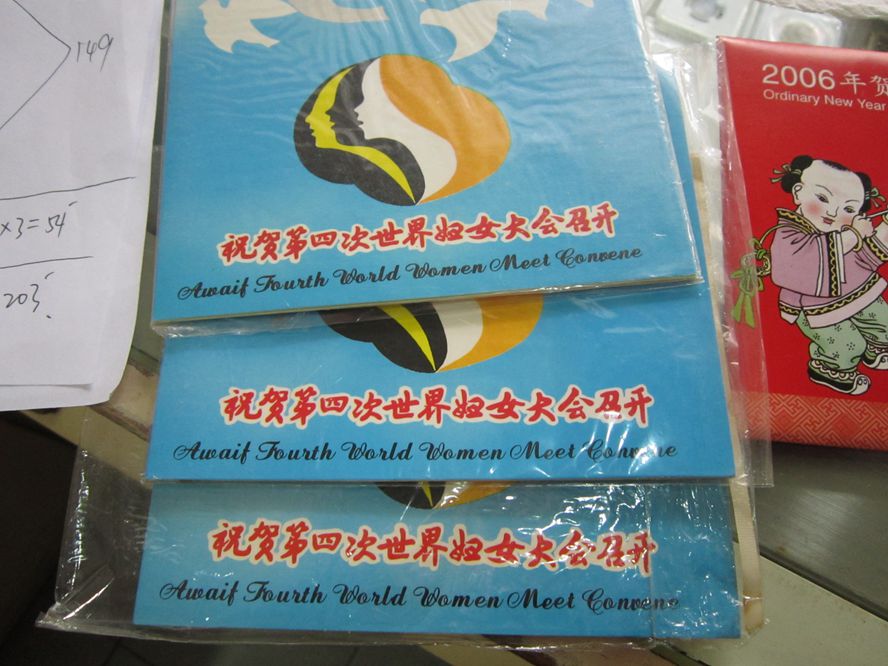 149
×3=54
203
祝贺第四次世界妇女大会召开
Awaif Fourth World Women Meet Convene
祝贺第四次世界妇女大会召开
Awaif Fourth World Women Meet Convene
祝贺第四次世界妇女大会召开
Awaif Fourth World Women Meet Convene
2006年贺
Ordinary New Year